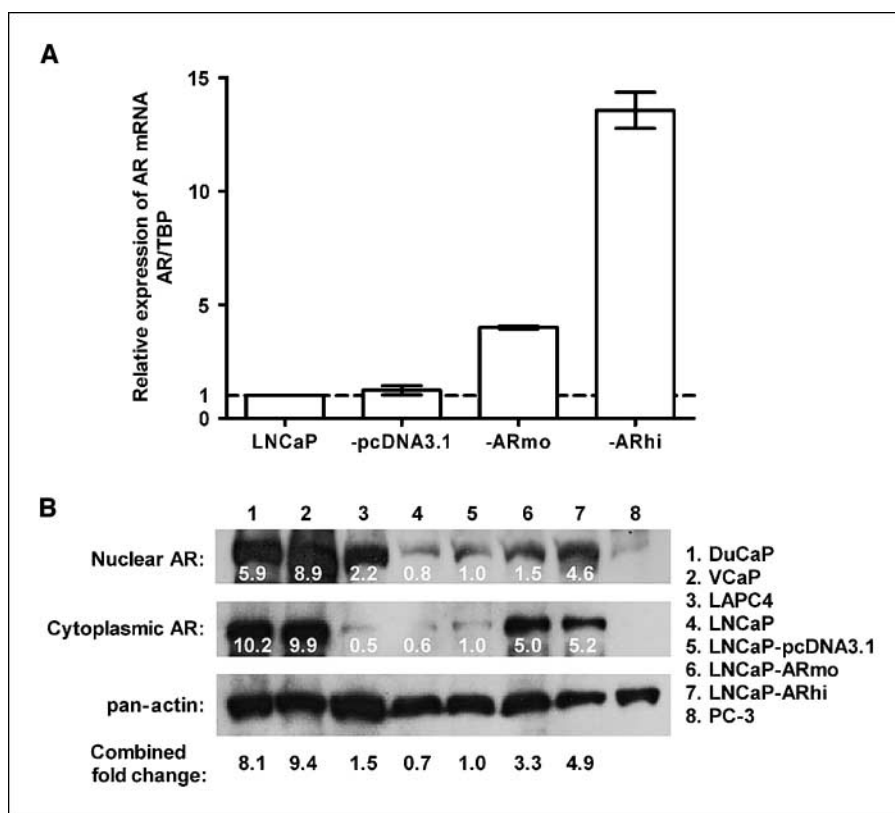 A
Relative expression of AR mRNA
AR/TBP
15
10
5
1
0
LNCaP
-pcDNA3.1
-ARmo
-ARhi
B
1 2 3 4 5 6 7 8
Nuclear AR:
5.9 8.9 2.2 0.8 1.0 1.5 4.6
Cytoplasmic AR:
10.2 9.9 0.5 0.6 1.0 5.0 5.2
pan-actin:
Combined
fold change:
8.1 9.4 1.5 0.7 1.0 3.3 4.9
1. DuCaP
2. VCaP
3. LAPC4
4. LNCaP
5. LNCaP-pcDNA3.1
6. LNCaP-ARmo
7. LNCaP-ARhi
8. PC-3